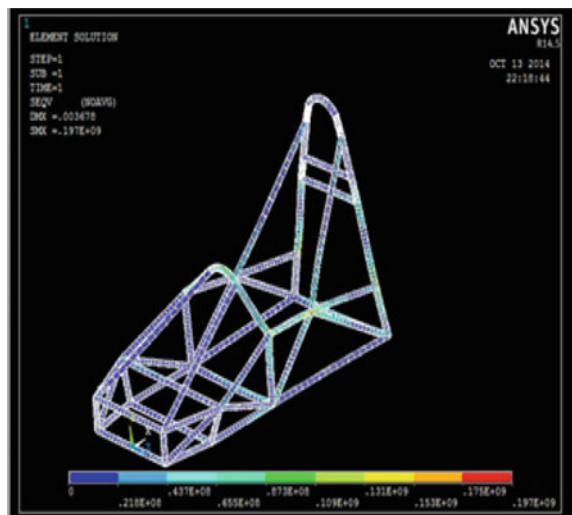 1
ANSYS
R14.5
ELEMENT SOLUTION
OCT 13 2014
22:18:44
STEP=1
SUB =1
TIME=1
SEQV (NOAVG)
DMX =.003678
SMX =.197E+09
0 .437E+08 .873E+08 .131E+09 .175E+09
.218E+08 .655E+08 .109E+09 .153E+09 .197E+09